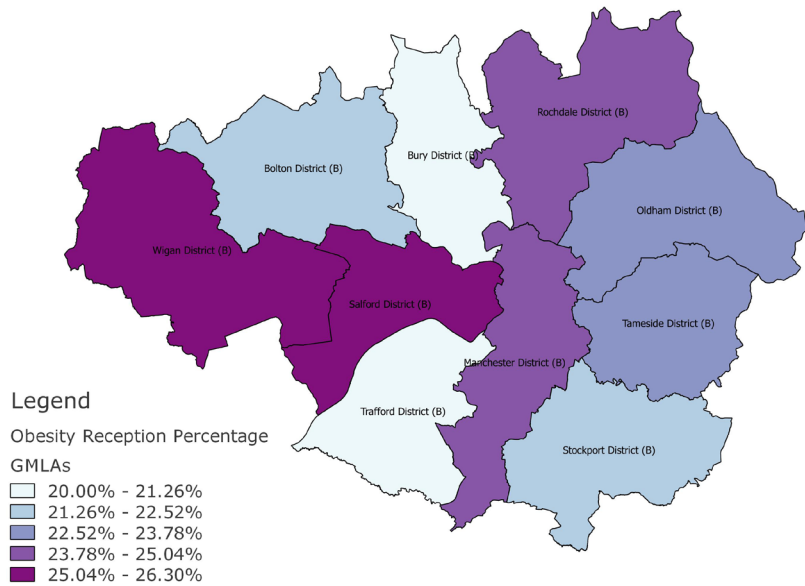 Rochdale District (B)
Bury District (B)
Bolton District (B)
Oldham District (B)
Wigan District (B)
Salford District (B)
Tameside District (B)
Manchester District (B)
Trafford District (B)
Stockport District (B)
Legend
Obesity Reception Percentage
GMLAs
20.00% - 21.26%
21.26% - 22.52%
22.52% - 23.78%
23.78% - 25.04%
25.04% - 26.30%